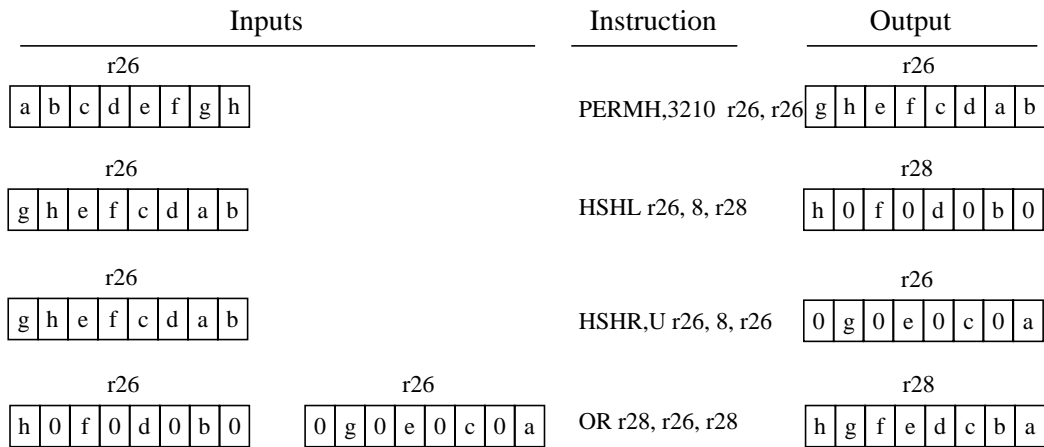 Inputs Instruction Output
r26 r26
a b c d e f g h PERMH,3210 r26, r26 g h e f c d a b
r26 r28
g h e f c d a b HSHL r26, 8, r28 h 0 f 0 d 0 b 0
r26 r26
g h e f c d a b HSHR,U r26, 8, r26 0 g 0 e 0 c 0 a
r26 r26 r28
h 0 f 0 d 0 b 0 0 g 0 e 0 c 0 a OR r28, r26, r28 h g f e d c b a